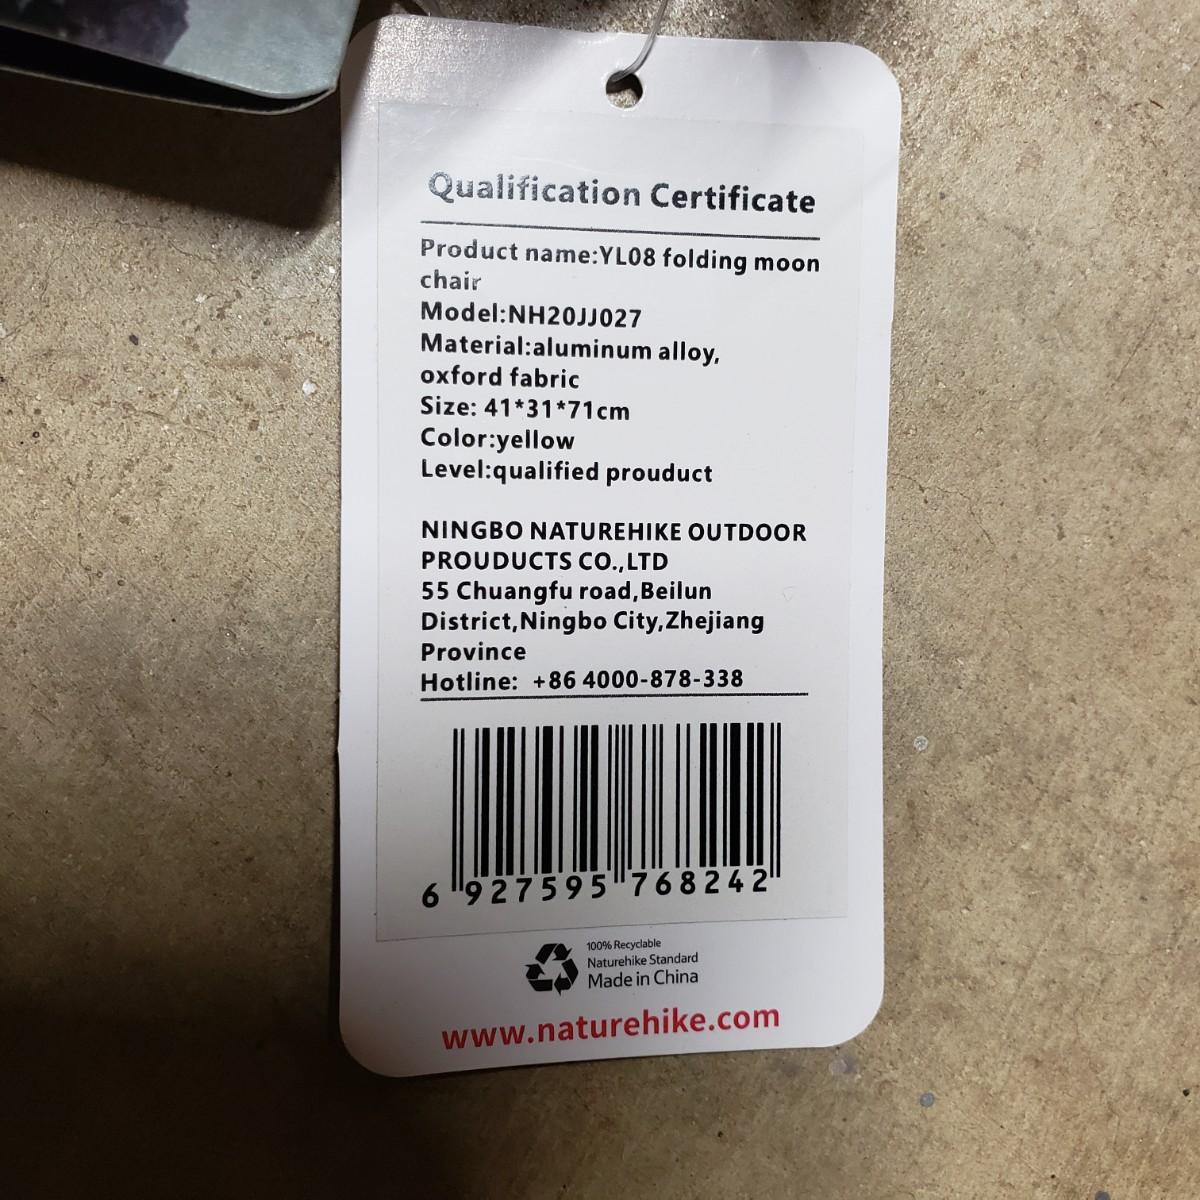 Qualification Certificate
Product name:YL08 folding moon
chair
Model:NH20JJ027
Material:aluminum alloy,
oxford fabric
Size: 41*31*71cm
Color:yellow
Level:qualified prouduct
NINGBO NATUREHIKE OUTDOOR
PROUDUCTS CO.,LTD
55 Chuangfu road,Beilun
District,Ningbo City,Zhejiang
Province
Hotline: +86 4000-878-338
6 927595 768242
100% Recyclable
Naturehike Standard
Made in China
www.naturehike.com